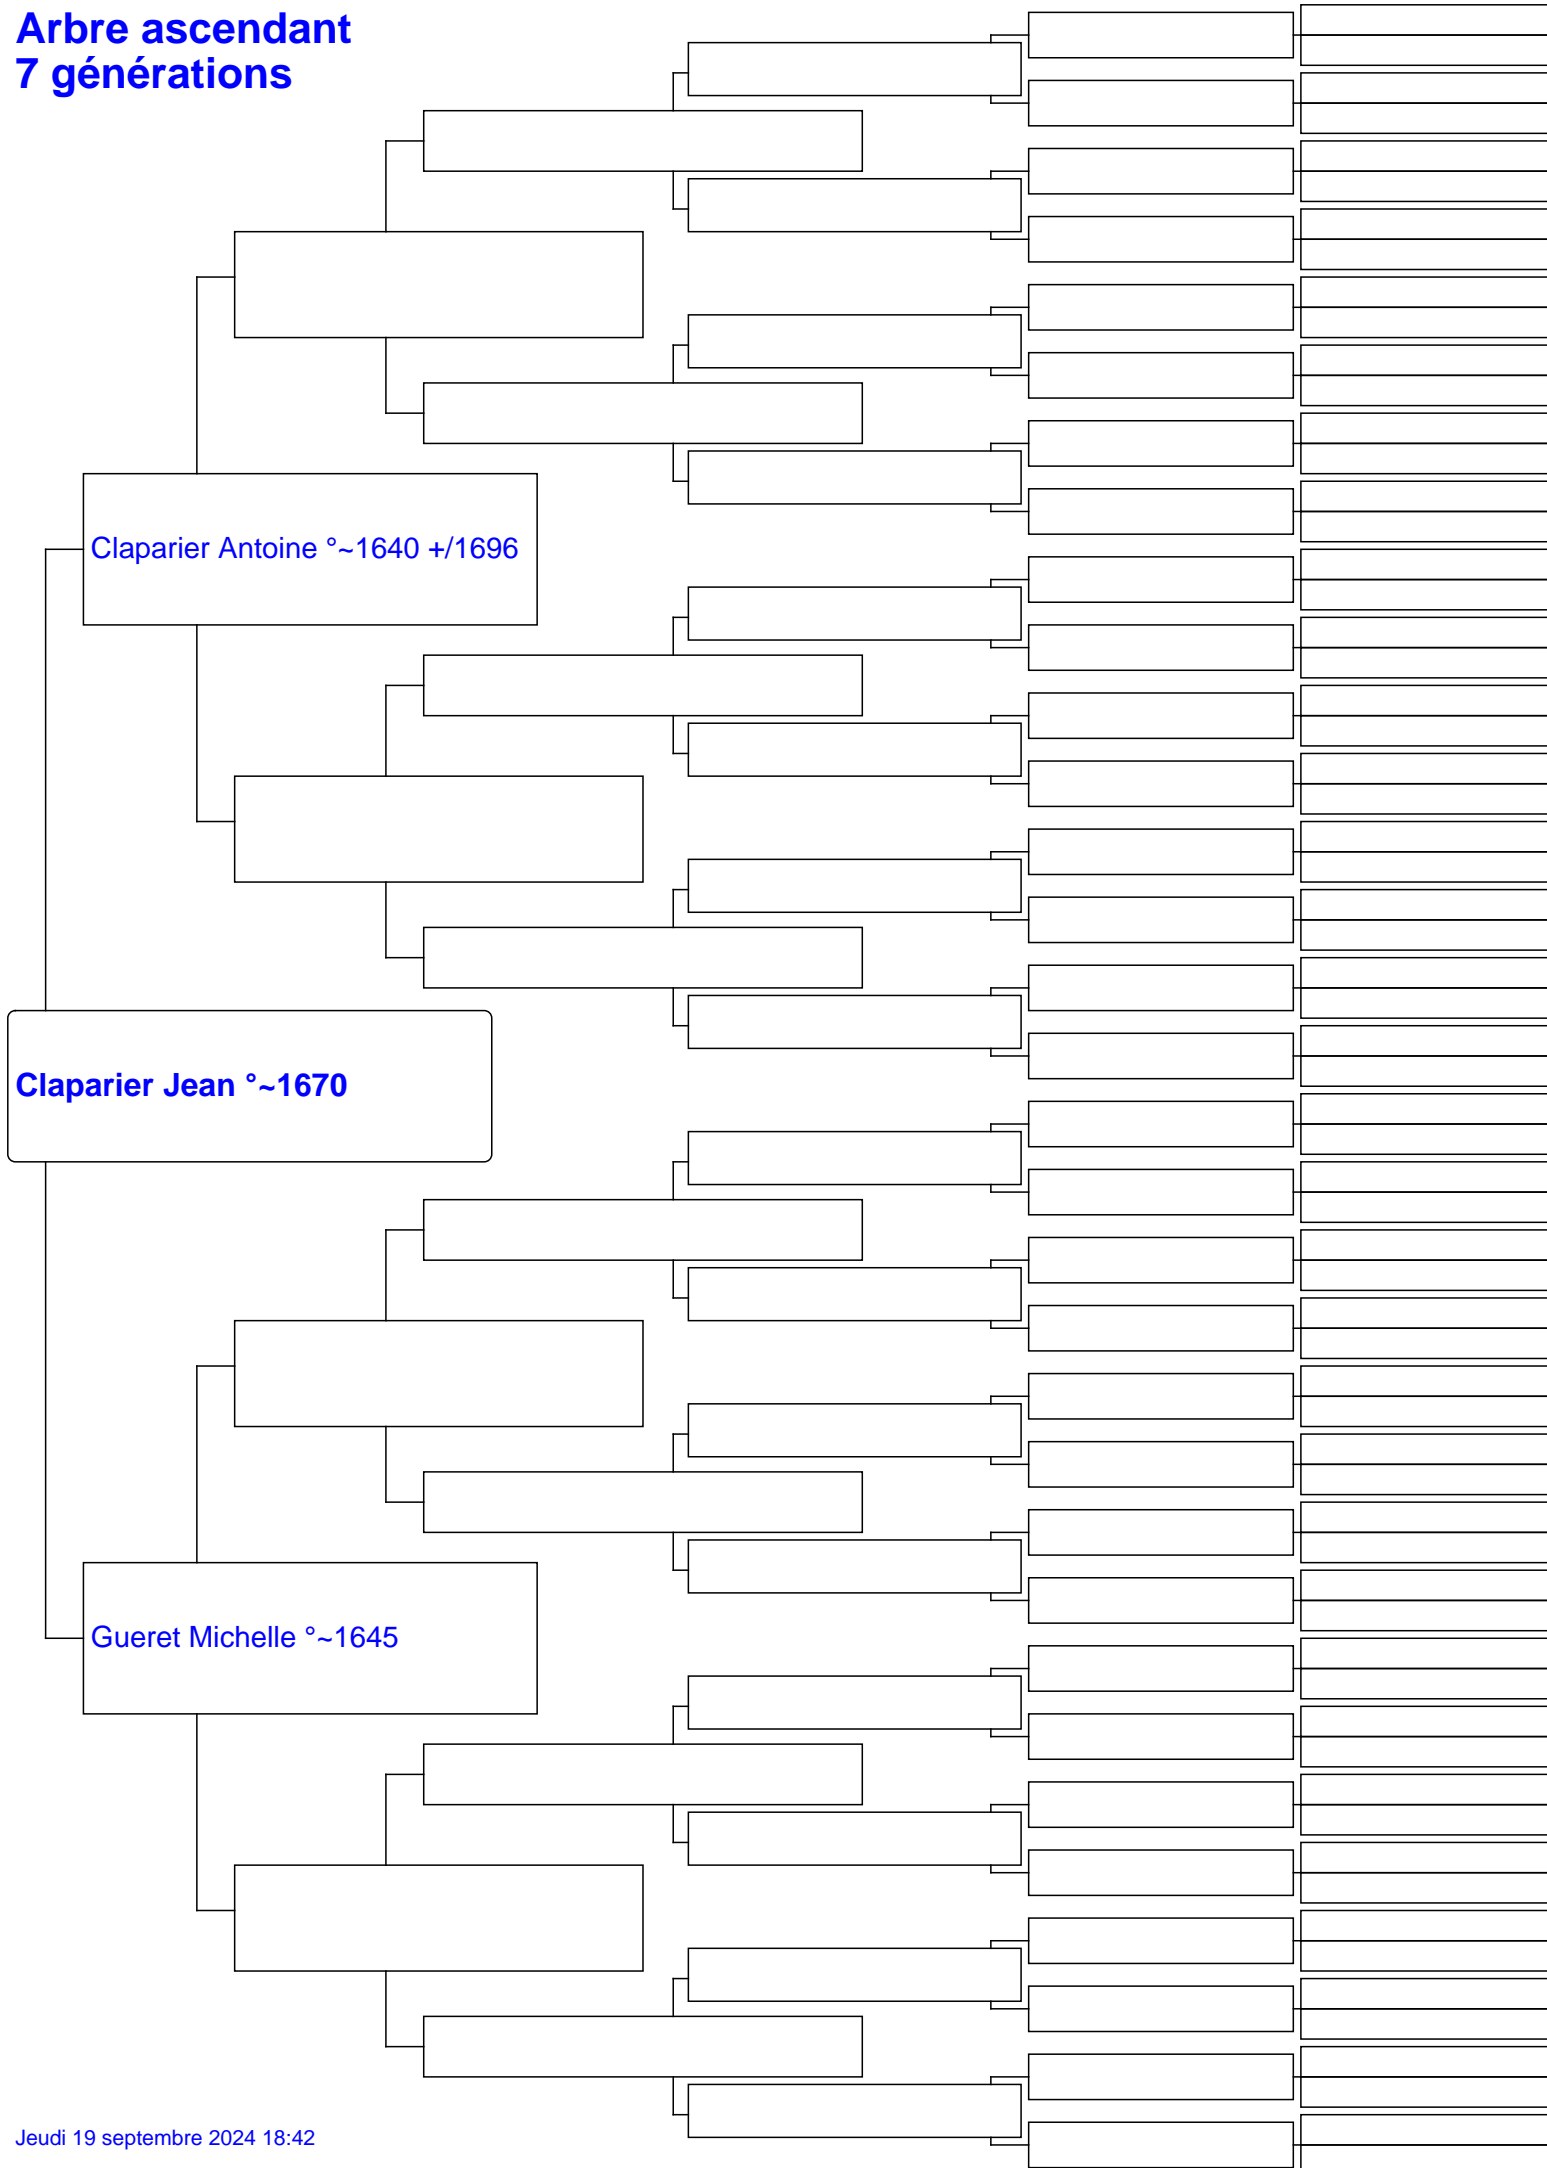 Arbre ascendant
7 générations
Claparier Antoine °~1640 +/1696
Claparier Jean °~1670
Gueret Michelle °~1645
Jeudi 19 septembre 2024 18:42